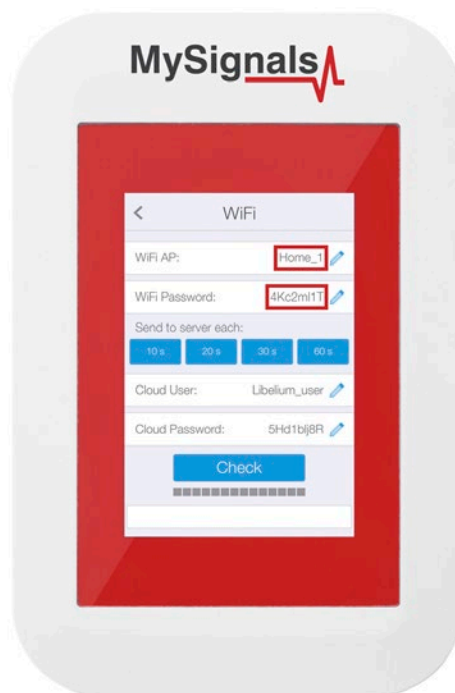 MySignals
< WiFi
WiFi AP: Home_1
WiFi Password: 4Kc2ml1T
Send to server each:
10 s 20 s 30 s 60 s
Cloud User: Libelium_user
Cloud Password: 5Hd1blj8R
Check